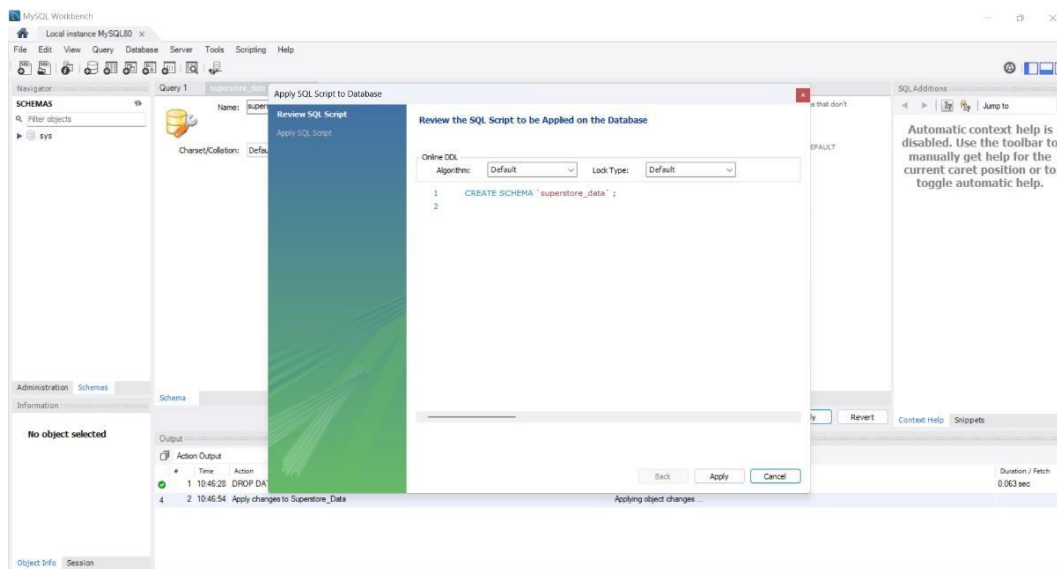 MySQL Workbench
Local instance MySQL80
File Edit View Query Database Server Tools Scripting Help
Navigator
SCHEMAS
Filter objects
sys
Administration Schemas
Information
No object selected
Object Info Session
Query 1 superstore_data
Name:
Charset/Collation:
s that don't
EFAULT
Schema
Revert
Apply SQL Script to Database
Review SQL Script
Apply SQL Script
Review the SQL Script to be Applied on the Database
Online DDL
Algorithm: Default Lock Type: Default
1 CREATE SCHEMA `superstore_data` ;
2
Back Apply Cancel
Output
Action Output
# Time Action Duration / Fetch
1 10:46:28 DROP DAT 0.063 sec
4 2 10:46:54 Apply changes to Superstore_Data Applying object changes ...
SQLAdditions
Jump to
Automatic context help is
disabled. Use the toolbar to
manually get help for the
current caret position or to
toggle automatic help.
Context Help Snippets